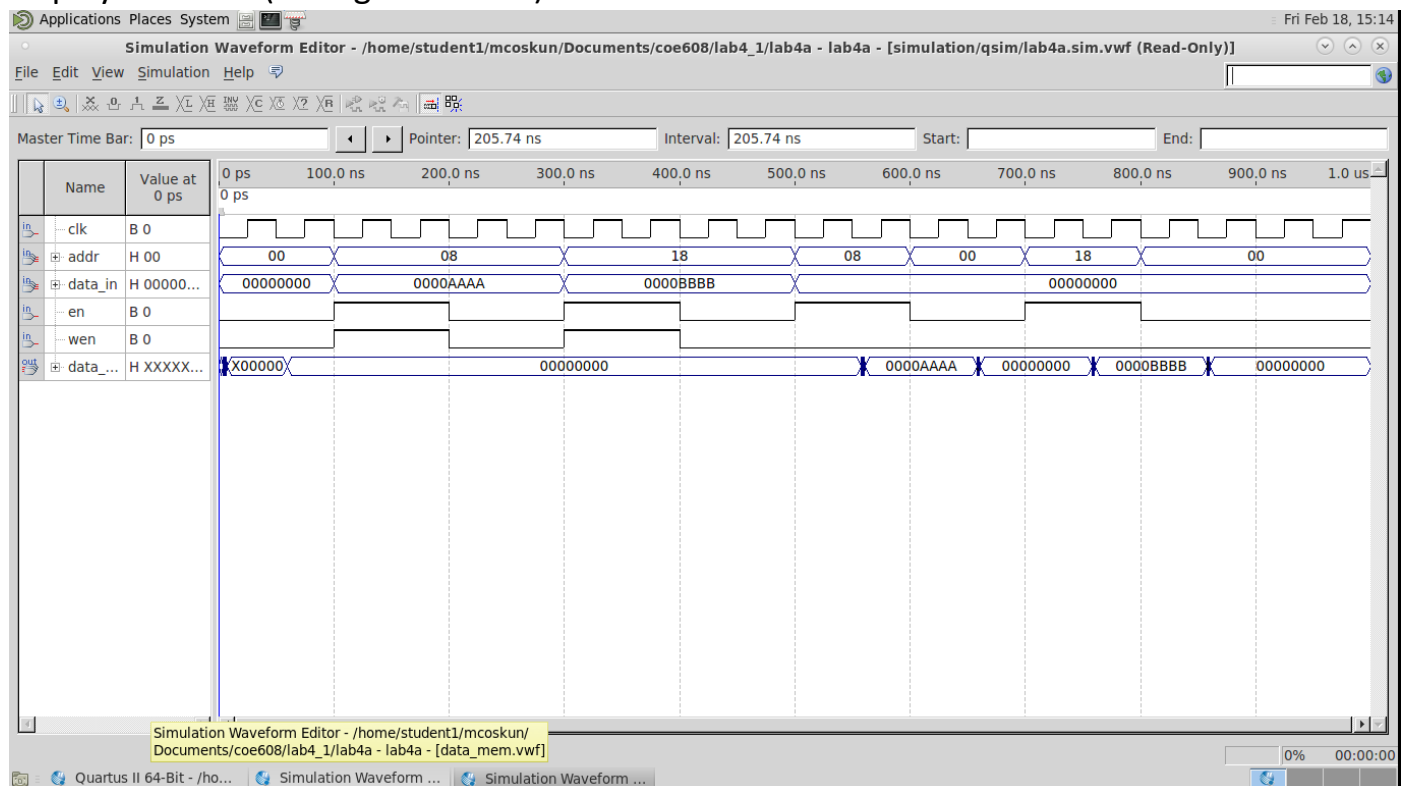 Applications Places System Fri Feb 18, 15:14
Simulation Waveform Editor - /home/student1/mcoskun/Documents/coe608/lab4_1/lab4a - lab4a - [simulation/qsim/lab4a.sim.vwf (Read-Only)]
File Edit View Simulation Help
Master Time Bar: 0 ps Pointer: 205.74 ns Interval: 205.74 ns Start: End:
Name Value at 0 ps
0 ps 100.0 ns 200.0 ns 300.0 ns 400.0 ns 500.0 ns 600.0 ns 700.0 ns 800.0 ns 900.0 ns 1.0 us
0 ps
in clk B 0
in addr H 00 00 08 18 08 00 18 00
in data_in H 00000... 00000000 0000AAAA 0000BBBB 00000000
in en B 0
in wen B 0
out data_... H XXXXX... X00000 00000000 0000AAAA 00000000 0000BBBB 00000000
Simulation Waveform Editor - /home/student1/mcoskun/
Documents/coe608/lab4_1/lab4a - lab4a - [data_mem.vwf]
0% 00:00:00
Quartus II 64-Bit - /ho... Simulation Waveform ... Simulation Waveform ...